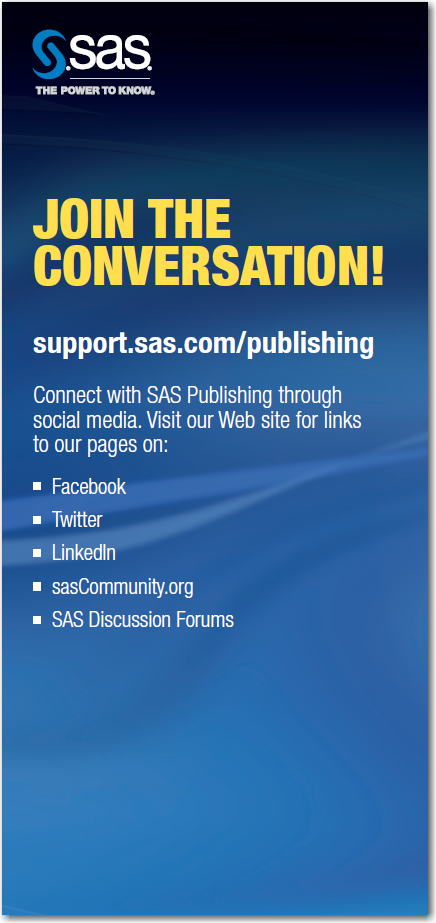 sas.
THE POWER TO KNOW®
JOIN THE
CONVERSATION!
support.sas.com/publishing
Connect with SAS Publishing through
social media. Visit our Web site for links
to our pages on:
▪ Facebook
▪ Twitter
▪ LinkedIn
▪ sasCommunity.org
▪ SAS Discussion Forums